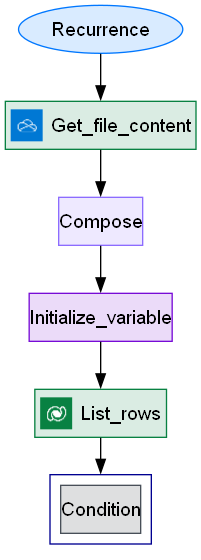 Recurrence
Get_file_content
Compose
Initialize_variable
List_rows
Condition